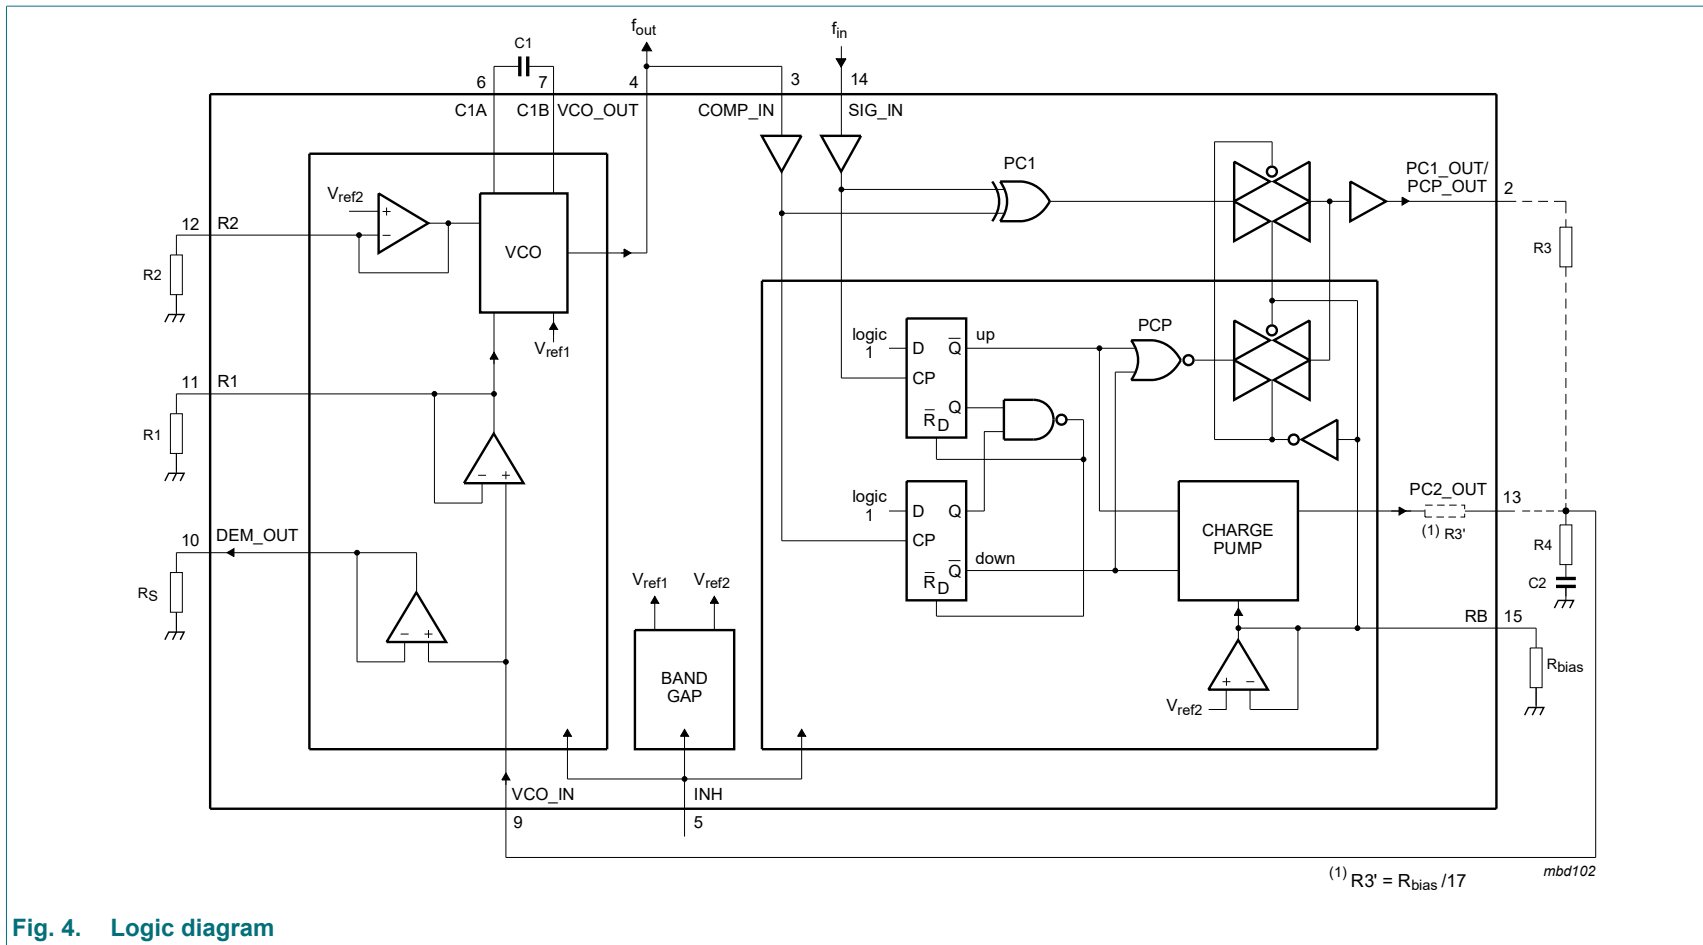 fout
fin
C1
6
7
4
3
14
C1A
C1B
VCO_OUT
COMP_IN
SIG_IN
PC1
PC1_OUT/
PCP_OUT
2
Vref2
+
−
12
R2
R2
VCO
R3
Vref1
logic
1
D
Q̅
up
PCP
CP
Q
R̅D
11
R1
R1
−
+
logic
1
D
Q
CP
down
Q̅
R̅D
CHARGE
PUMP
PC2_OUT
13
(1) R3'
R4
C2
10
DEM_OUT
RS
−
+
Vref1
Vref2
BAND
GAP
RB
15
Rbias
+
−
Vref2
VCO_IN
INH
9
5
(1) R3' = Rbias /17
mbd102
Fig. 4. Logic diagram